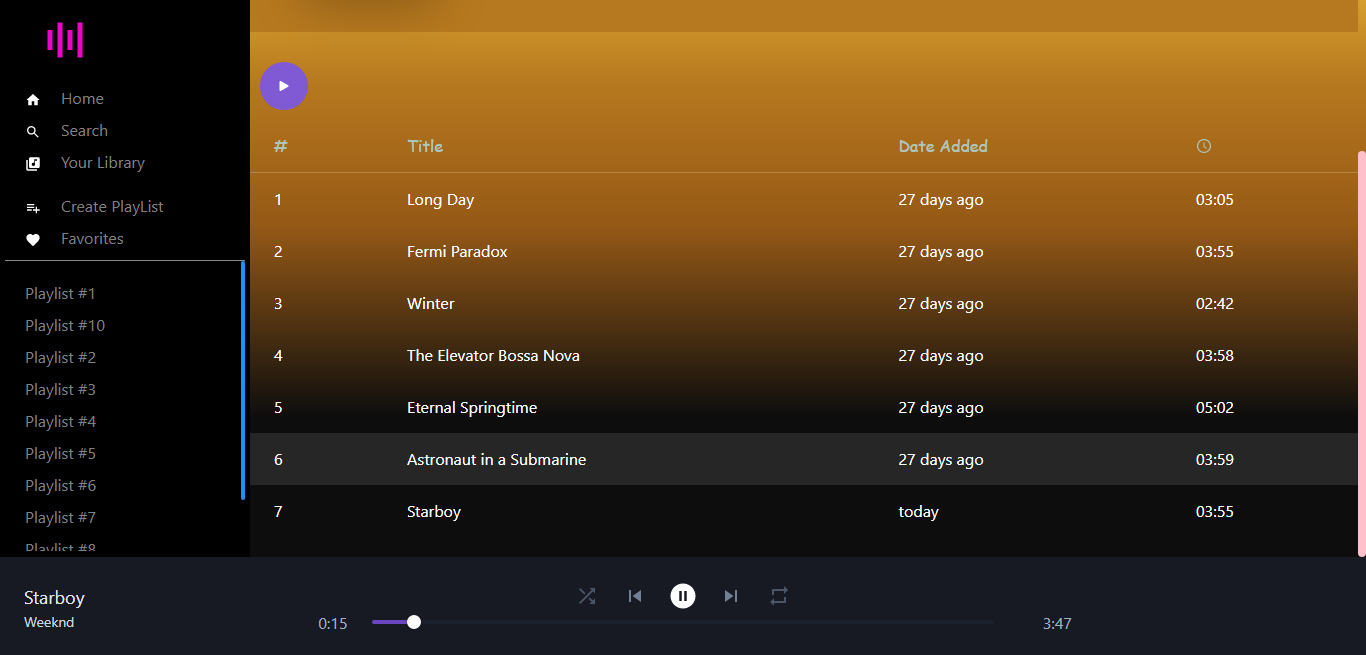 Home
Search
Your Library
Create PlayList
Favorites
Playlist #1
Playlist #10
Playlist #2
Playlist #3
Playlist #4
Playlist #5
Playlist #6
Playlist #7
Playlist #8
# Title Date Added
1 Long Day 27 days ago 03:05
2 Fermi Paradox 27 days ago 03:55
3 Winter 27 days ago 02:42
4 The Elevator Bossa Nova 27 days ago 03:58
5 Eternal Springtime 27 days ago 05:02
6 Astronaut in a Submarine 27 days ago 03:59
7 Starboy today 03:55
Starboy
Weeknd
0:15 3:47